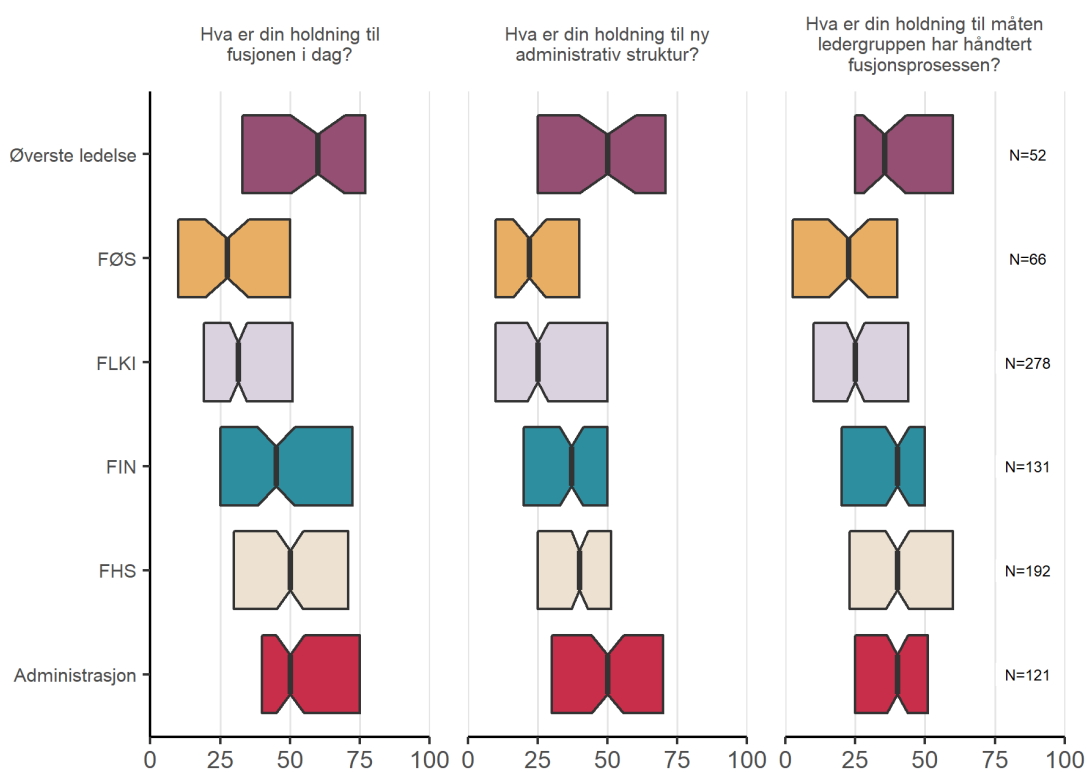 Hva er din holdning til
fusjonen i dag?
Hva er din holdning til ny
administrativ struktur?
Hva er din holdning til måten
ledergruppen har håndtert
fusjonsprosessen?
Øverste ledelse
N=52
FØS
N=66
FLKI
N=278
FIN
N=131
FHS
N=192
Administrasjon
N=121
0 25 50 75 100
0 25 50 75 100
0 25 50 75 100